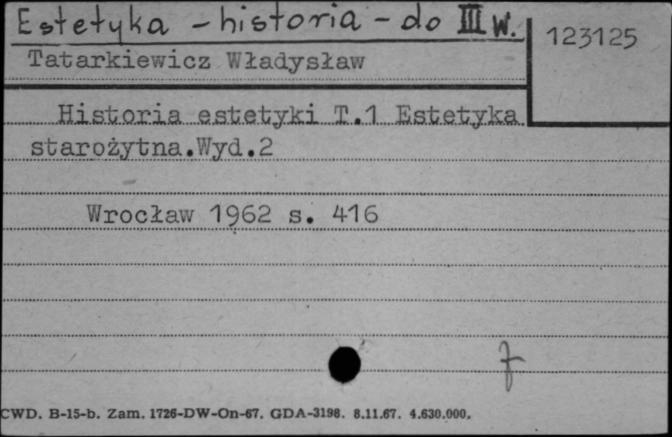 Estetyka - historia - do III w.
123125
Tatarkiewicz Władysław
Historia estetyki T.1 Estetyka
starożytna.Wyd.2
Wrocław 1962 s. 416
CWD. B-15-b. Zam. 1726-DW-On-67. GDA-3198. 8.11.67. 4.630.000.